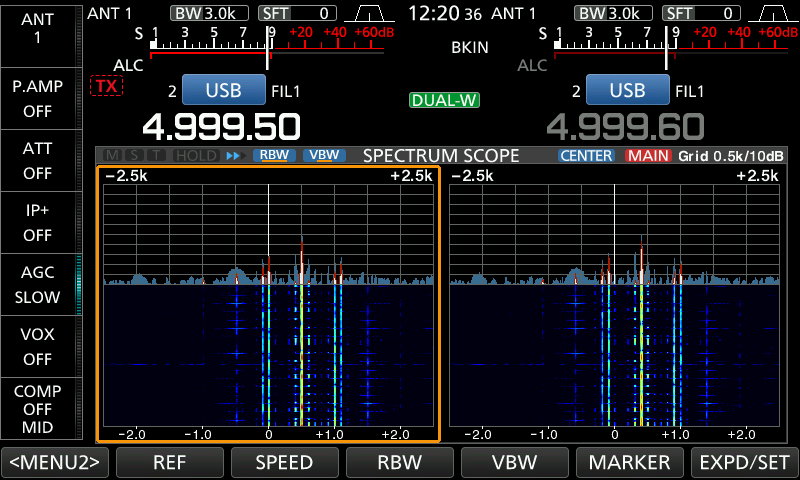 ANT
1
BW 3.0k
SFT 0
12:20 36
ANT 1
BW 3.0k
SFT 0
ANT 1
S 1 3 5 7 9 +20 +40 +60dB
BKIN
S 1 3 5 7 9 +20 +40 +60dB
ALC
ALC
P.AMP
OFF
TX
2 USB FIL1
DUAL-W
2 USB FIL1
4.999.50
4.999.60
ATT
OFF
M S T HOLD RBW VBW SPECTRUM SCOPE CENTER MAIN Grid 0.5k/10dB
−2.5k +2.5k
−2.5k +2.5k
IP+
OFF
AGC
SLOW
VOX
OFF
COMP
OFF
MID
−2.0 −1.0 0 +1.0 +2.0
−2.0 −1.0 0 +1.0 +2.0
<MENU2> REF SPEED RBW VBW MARKER EXPD/SET